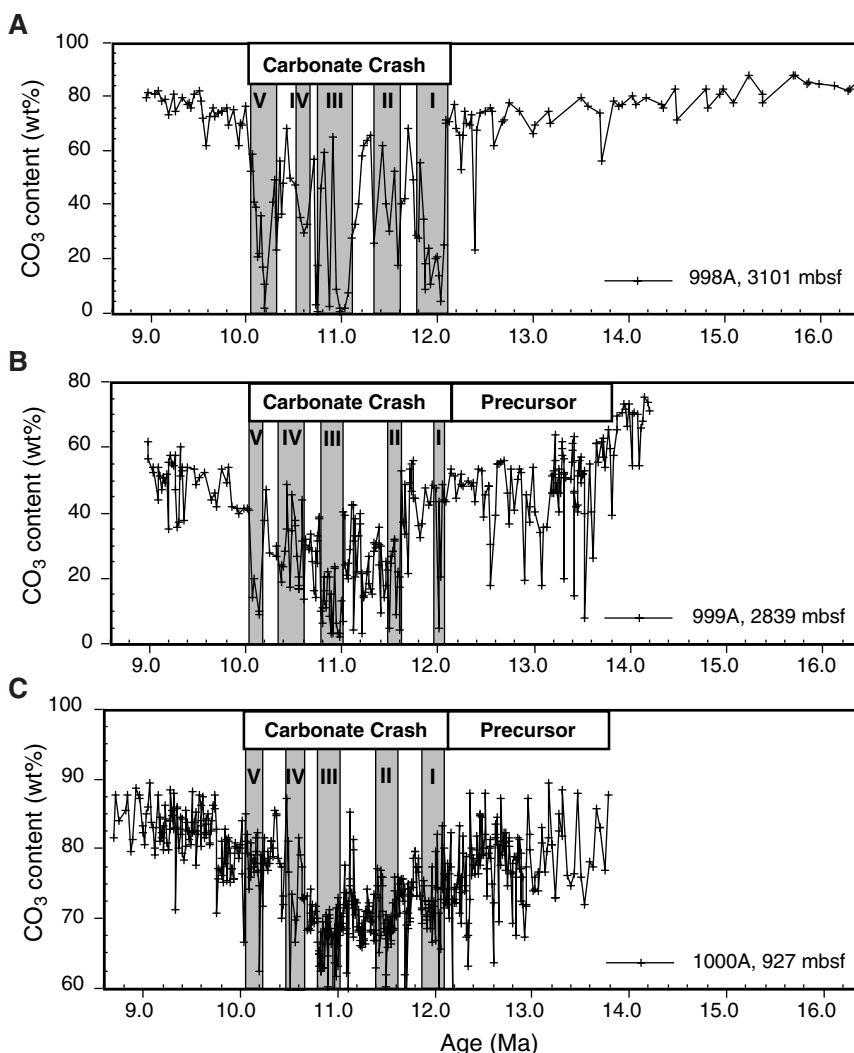 A
Carbonate Crash
V IV III II I
100
80
60
40
20
0
CO3 content (wt%)
998A, 3101 mbsf
9.0 10.0 11.0 12.0 13.0 14.0 15.0 16.0
B
Carbonate Crash Precursor
V IV III II I
80
60
40
20
0
CO3 content (wt%)
999A, 2839 mbsf
9.0 10.0 11.0 12.0 13.0 14.0 15.0 16.0
C
Carbonate Crash Precursor
V IV III II I
100
90
80
70
60
CO3 content (wt%)
1000A, 927 mbsf
9.0 10.0 11.0 12.0 13.0 14.0 15.0 16.0
Age (Ma)